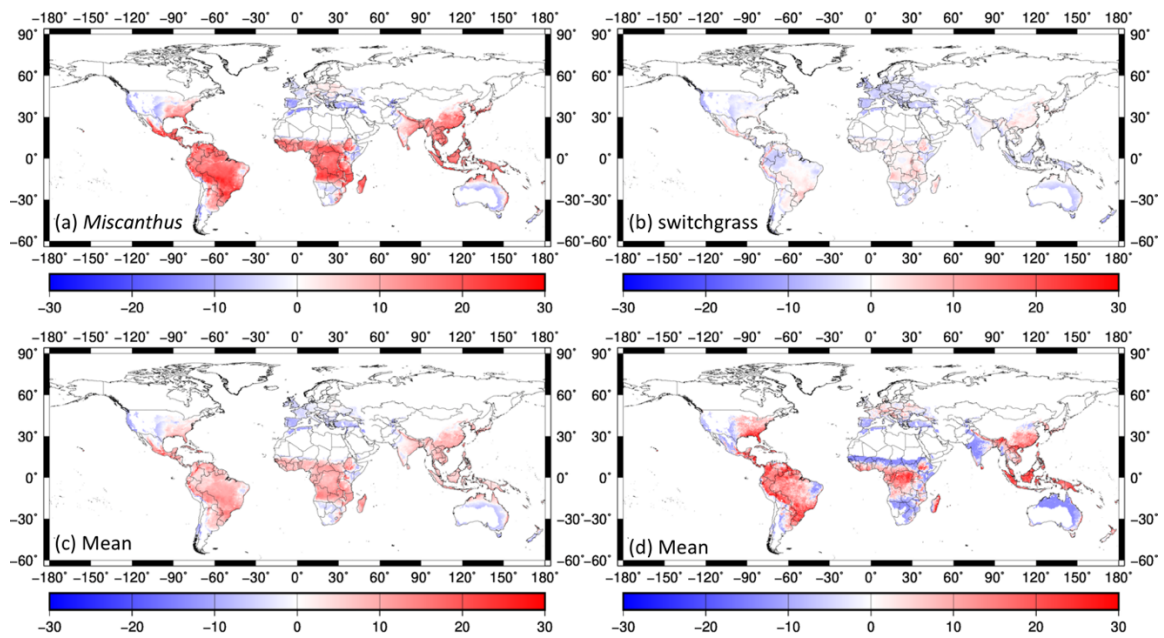 −180° −150° −120° −90° −60° −30° 0° 30° 60° 90° 120° 150° 180°
−180° −150° −120° −90° −60° −30° 0° 30° 60° 90° 120° 150° 180°
90° 90° 90° 90°
60° 60° 60° 60°
30° 30° 30° 30°
0° 0° 0° 0°
−30° −30° −30° −30°
(a) Miscanthus
(b) switchgrass
−60° −60° −60° −60°
−180° −150° −120° −90° −60° −30° 0° 30° 60° 90° 120° 150° 180°
−180° −150° −120° −90° −60° −30° 0° 30° 60° 90° 120° 150° 180°
−30 −20 −10 0 10 20 30
−30 −20 −10 0 10 20 30
−180° −150° −120° −90° −60° −30° 0° 30° 60° 90° 120° 150° 180°
−180° −150° −120° −90° −60° −30° 0° 30° 60° 90° 120° 150° 180°
90° 90° 90° 90°
60° 60° 60° 60°
30° 30° 30° 30°
0° 0° 0° 0°
−30° −30° −30° −30°
(c) Mean
(d) Mean
−60° −60° −60° −60°
−180° −150° −120° −90° −60° −30° 0° 30° 60° 90° 120° 150° 180°
−180° −150° −120° −90° −60° −30° 0° 30° 60° 90° 120° 150° 180°
−30 −20 −10 0 10 20 30
−30 −20 −10 0 10 20 30